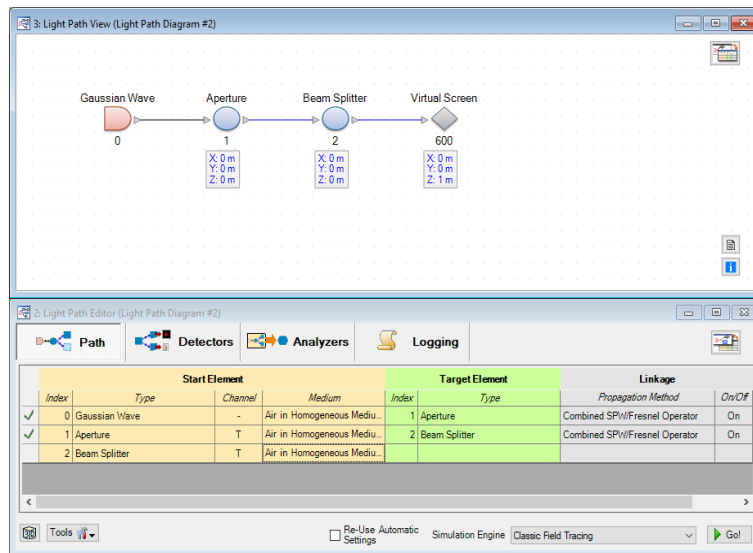 3: Light Path View (Light Path Diagram #2)
Gaussian Wave Aperture Beam Splitter Virtual Screen
0 1 2 600
X: 0 m X: 0 m X: 0 m
Y: 0 m Y: 0 m Y: 0 m
Z: 0 m Z: 0 m Z: 1 m
2: Light Path Editor (Light Path Diagram #2)
Path Detectors Analyzers Logging
Start Element Target Element Linkage
Index Type Channel Medium Index Type Propagation Method On/Off
0 Gaussian Wave - Air in Homogeneous Mediu... 1 Aperture Combined SPW/Fresnel Operator On
1 Aperture T Air in Homogeneous Mediu... 2 Beam Splitter Combined SPW/Fresnel Operator On
2 Beam Splitter T Air in Homogeneous Mediu...
Tools Re-Use Automatic Settings Simulation Engine Classic Field Tracing Go!